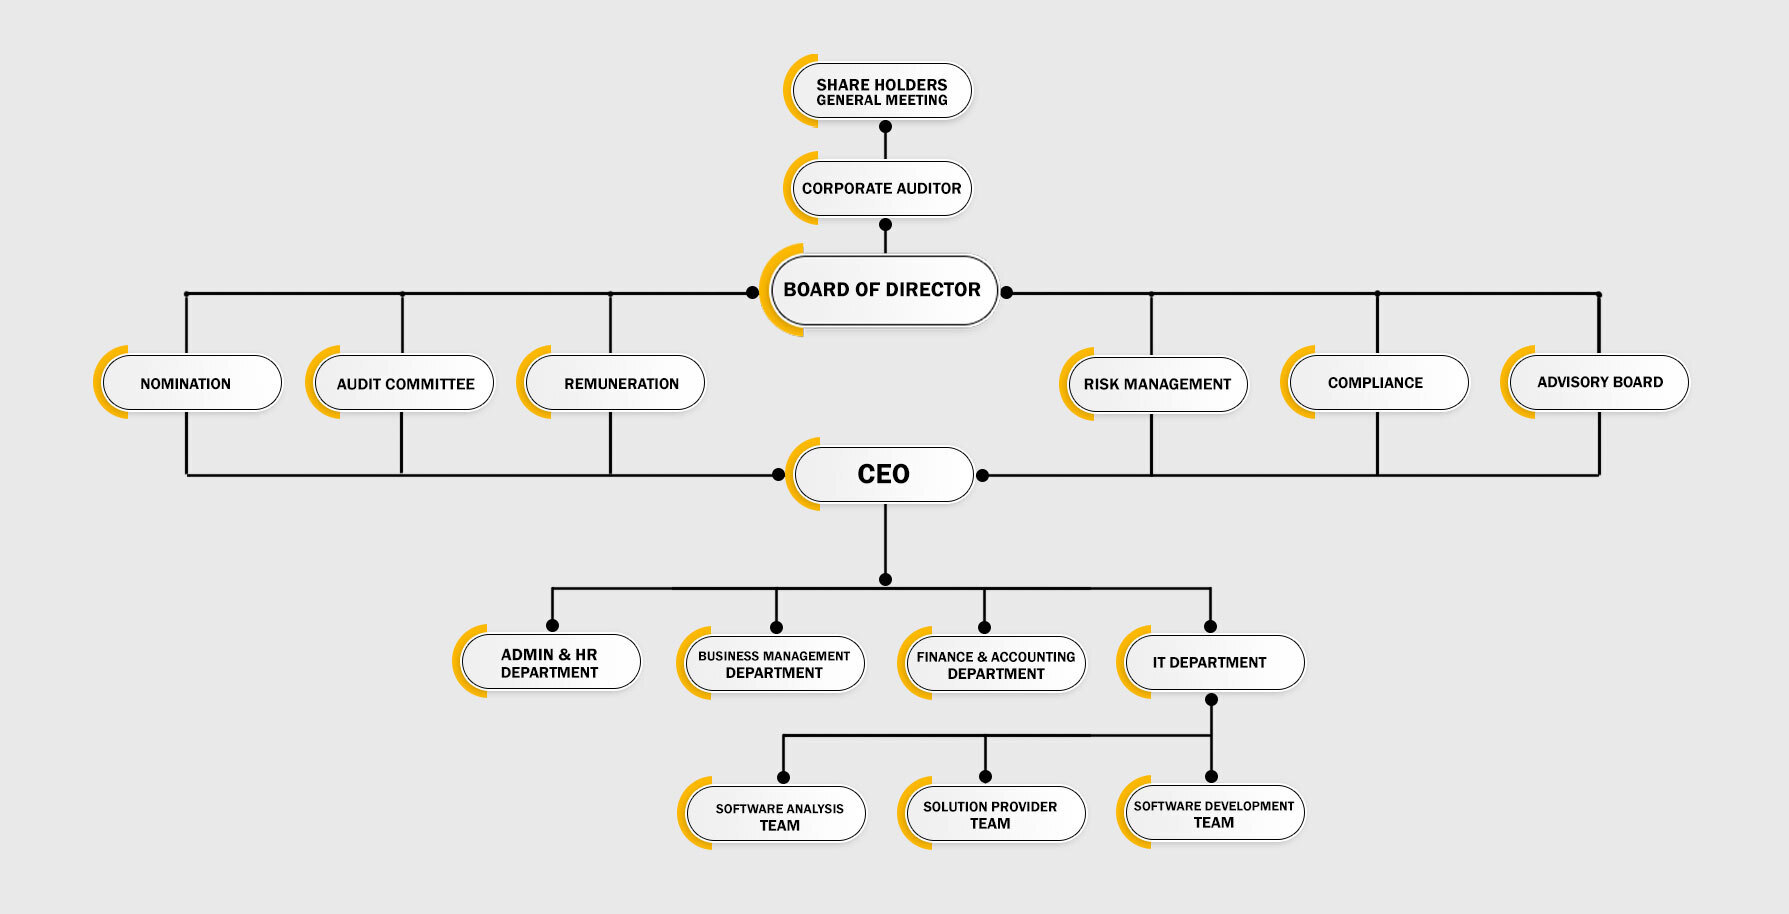 SHARE HOLDERS
GENERAL MEETING
CORPORATE AUDITOR
BOARD OF DIRECTOR
NOMINATION
AUDIT COMMITTEE
REMUNERATION
RISK MANAGEMENT
COMPLIANCE
ADVISORY BOARD
CEO
ADMIN & HR
DEPARTMENT
BUSINESS MANAGEMENT
DEPARTMENT
FINANCE & ACCOUNTING
DEPARTMENT
IT DEPARTMENT
SOFTWARE ANALYSIS
TEAM
SOLUTION PROVIDER
TEAM
SOFTWARE DEVELOPMENT
TEAM